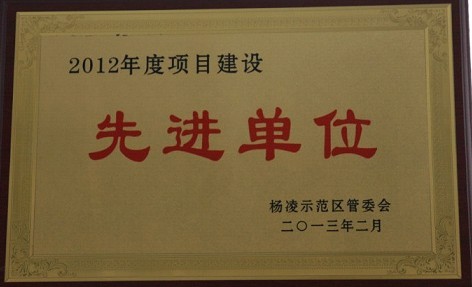 2012年度项目建设
先进单位
杨凌示范区管委会
二〇一三年二月